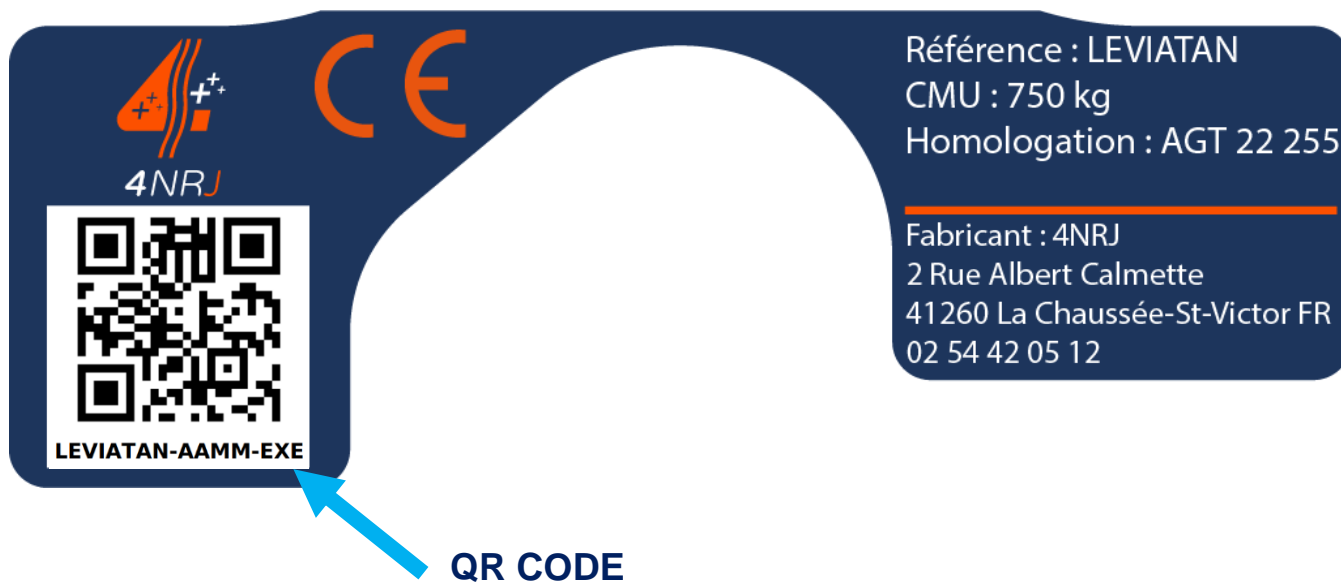 4NRJ
CE
LEVIATAN-AAMM-EXE
Référence : LEVIATAN
CMU : 750 kg
Homologation : AGT 22 255
Fabricant : 4NRJ
2 Rue Albert Calmette
41260 La Chaussée-St-Victor FR
02 54 42 05 12
QR CODE